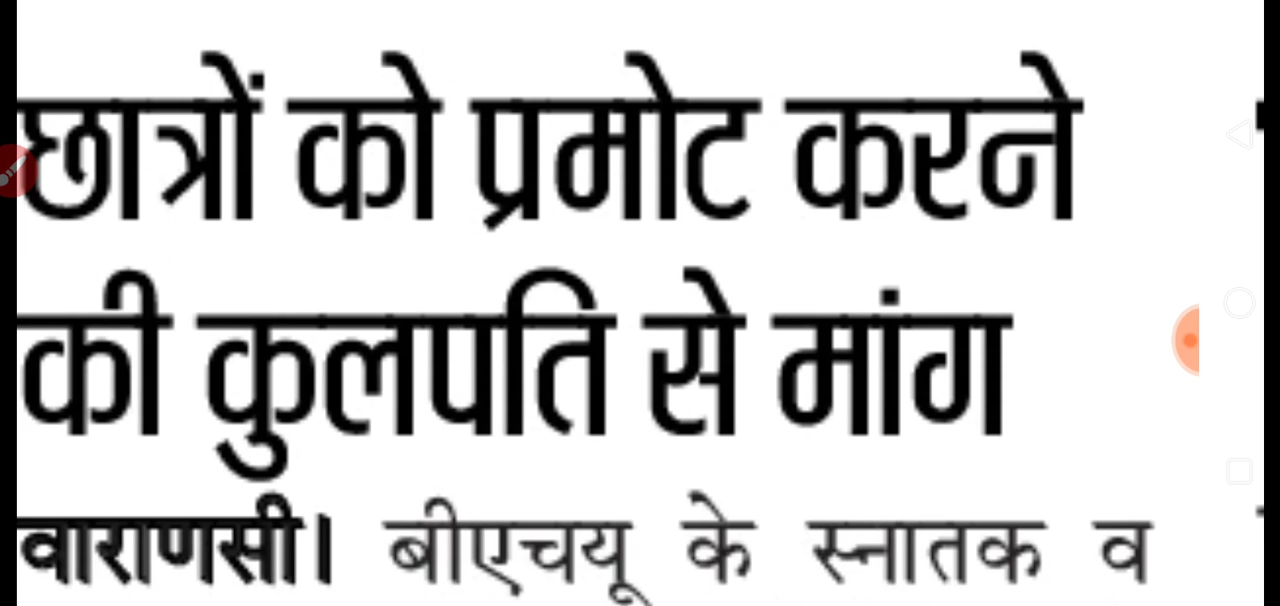 छात्रों को प्रमोट करने
की कुलपति से मांग
वाराणसी। बीएचयू के स्नातक व